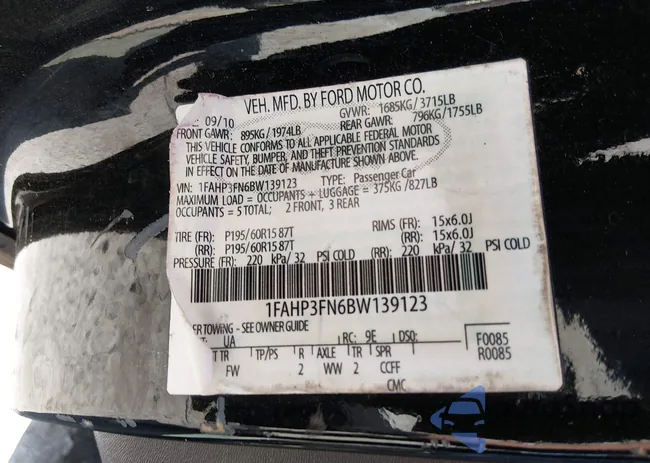 VEH. MFD. BY FORD MOTOR CO.
09/10 GVWR: 1685KG/3715LB
FRONT GAWR: 895KG/1974LB REAR GAWR: 796KG/1755LB
THIS VEHICLE CONFORMS TO ALL APPLICABLE FEDERAL MOTOR
VEHICLE SAFETY, BUMPER, AND THEFT PREVENTION STANDARDS
IN EFFECT ON THE DATE OF MANUFACTURE SHOWN ABOVE.
VIN: 1FAHP3FN6BW139123 TYPE: Passenger Car
MAXIMUM LOAD = OCCUPANTS + LUGGAGE = 375KG/827LB
OCCUPANTS = 5 TOTAL; 2 FRONT, 3 REAR
TIRE (FR): P195/60R15 87T RIMS (FR): 15x6.0J
(RR): P195/60R15 87T (RR): 15x6.0J
PRESSURE (FR): 220 kPa/32 PSI COLD (RR): 220 kPa/32 PSI COLD
1FAHP3FN6BW139123
ER TOWING - SEE OWNER GUIDE
UA RC: 9E DSO: F0085
T TR TP/PS R AXLE TR SPR R0085
FW 2 WW 2 CCFF
CMC